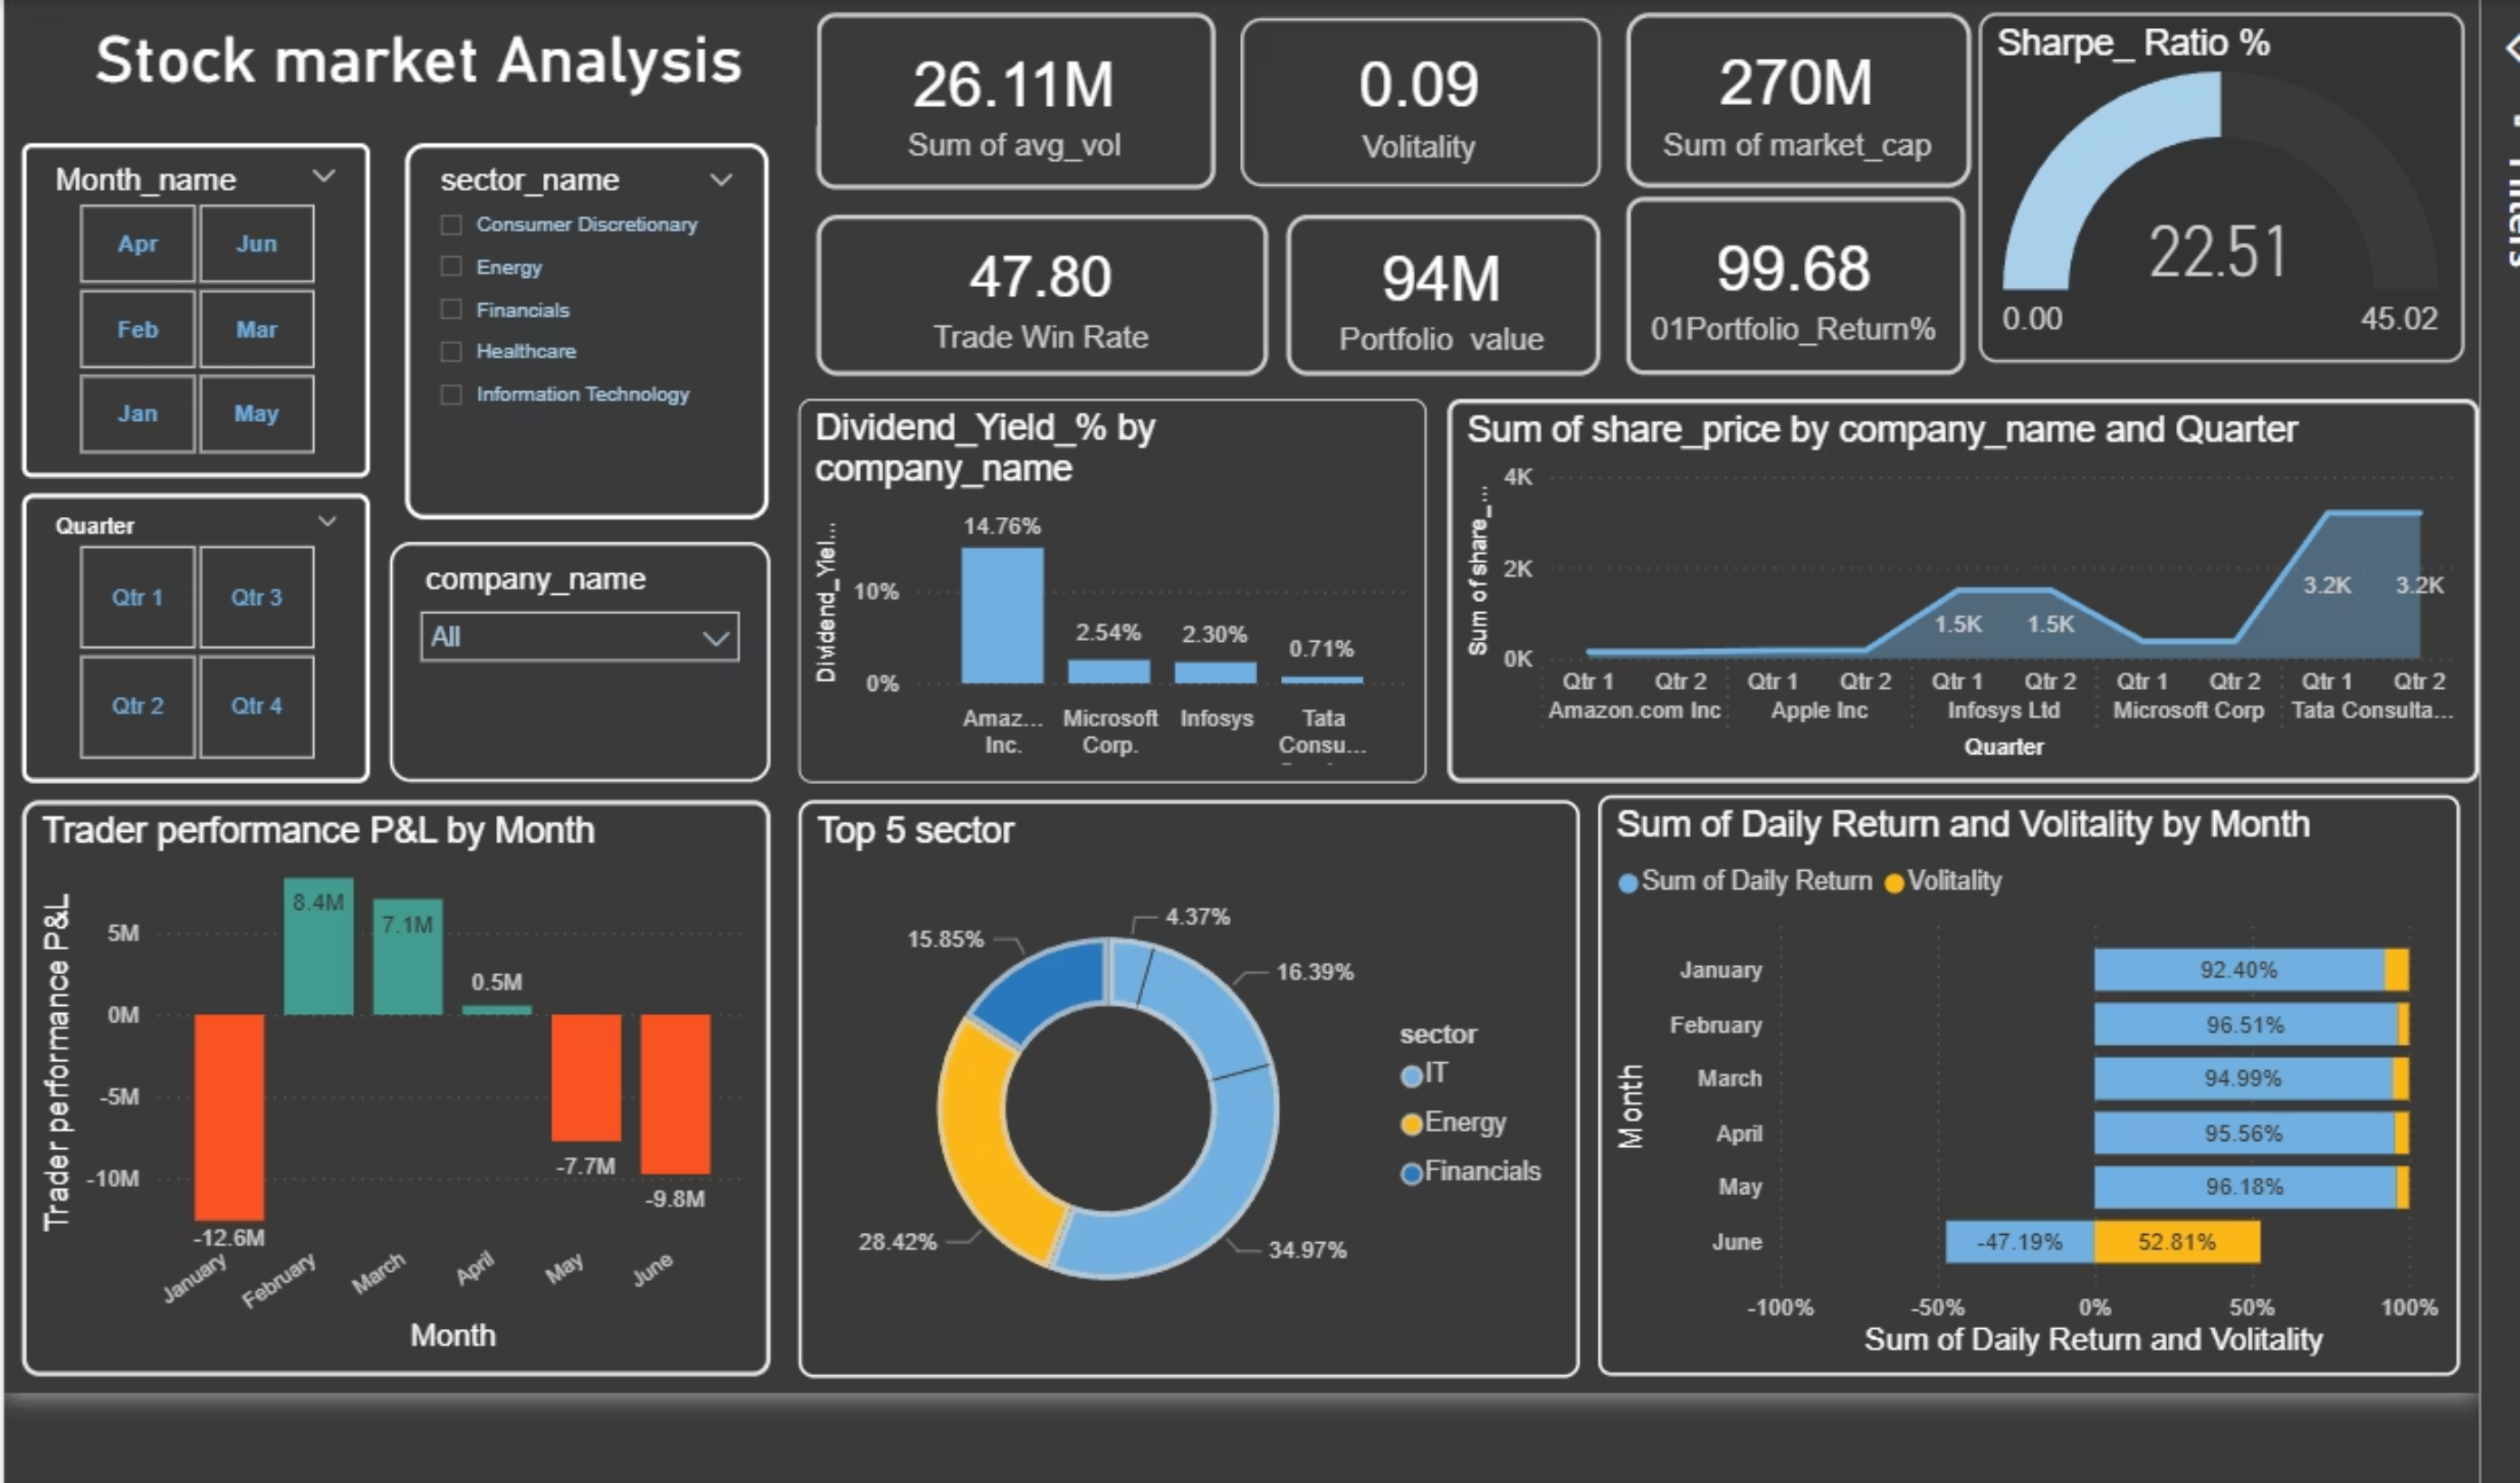 Stock market Analysis
26.11M
Sum of avg_vol
0.09
Volitality
270M
Sum of market_cap
Sharpe_ Ratio %
22.51
0.00
45.02
47.80
Trade Win Rate
94M
Portfolio value
99.68
01Portfolio_Return%
Month_name
Apr Jun
Feb Mar
Jan May
sector_name
Consumer Discretionary
Energy
Financials
Healthcare
Information Technology
Quarter
Qtr 1 Qtr 3
Qtr 2 Qtr 4
company_name
All
Dividend_Yield_% by
company_name
Dividend_Yiel...
14.76%
2.54%
2.30%
0.71%
10%
0%
Amaz...
Inc.
Microsoft
Corp.
Infosys
Tata
Consu...
Sum of share_price by company_name and Quarter
Sum of share_...
4K
2K
0K
1.5K 1.5K
3.2K 3.2K
Qtr 1 Qtr 2 Qtr 1 Qtr 2 Qtr 1 Qtr 2 Qtr 1 Qtr 2 Qtr 1 Qtr 2
Amazon.com Inc Apple Inc Infosys Ltd Microsoft Corp Tata Consulta...
Quarter
Trader performance P&L by Month
Trader performance P&L
5M
0M
-5M
-10M
8.4M
7.1M
0.5M
-7.7M
-9.8M
-12.6M
January February March April May June
Month
Top 5 sector
4.37%
16.39%
34.97%
28.42%
15.85%
sector
IT
Energy
Financials
Sum of Daily Return and Volitality by Month
Sum of Daily Return Volitality
Month
January 92.40%
February 96.51%
March 94.99%
April 95.56%
May 96.18%
June -47.19% 52.81%
-100% -50% 0% 50% 100%
Sum of Daily Return and Volitality